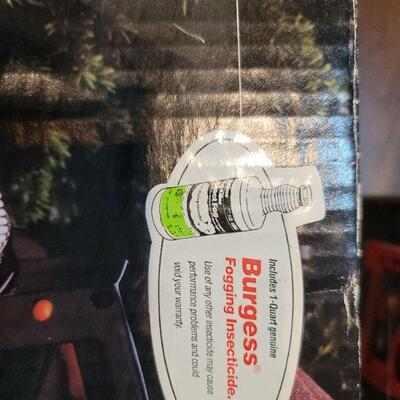 Includes 1-Quart genuine
Burgess®
Fogging Insecticide.
Use of any other insecticide may cause
performance problems and could
void your warranty.